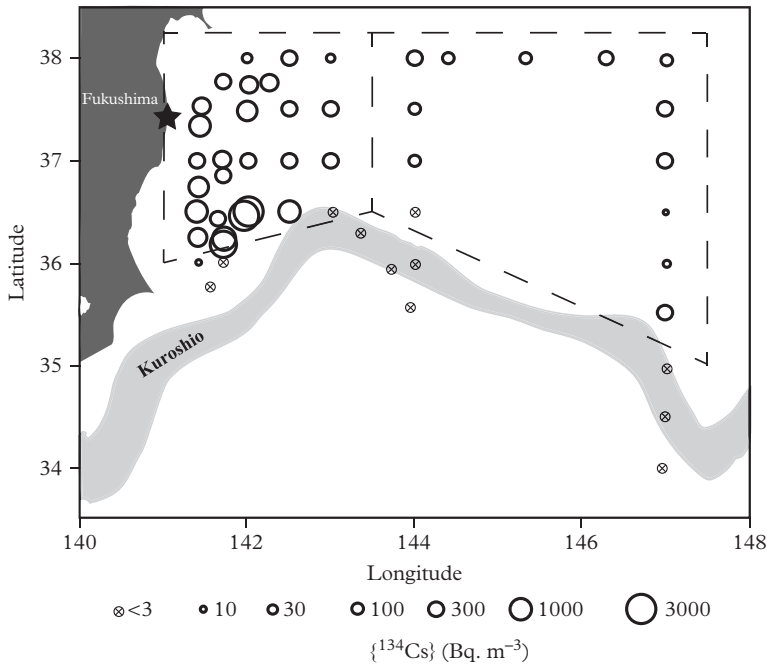 38
Fukushima
37
Latitude
36
Kuroshio
35
34
140 142 144 146 148
Longitude
<3 10 30 100 300 1000 3000
{¹³⁴Cs} (Bq. m⁻³)